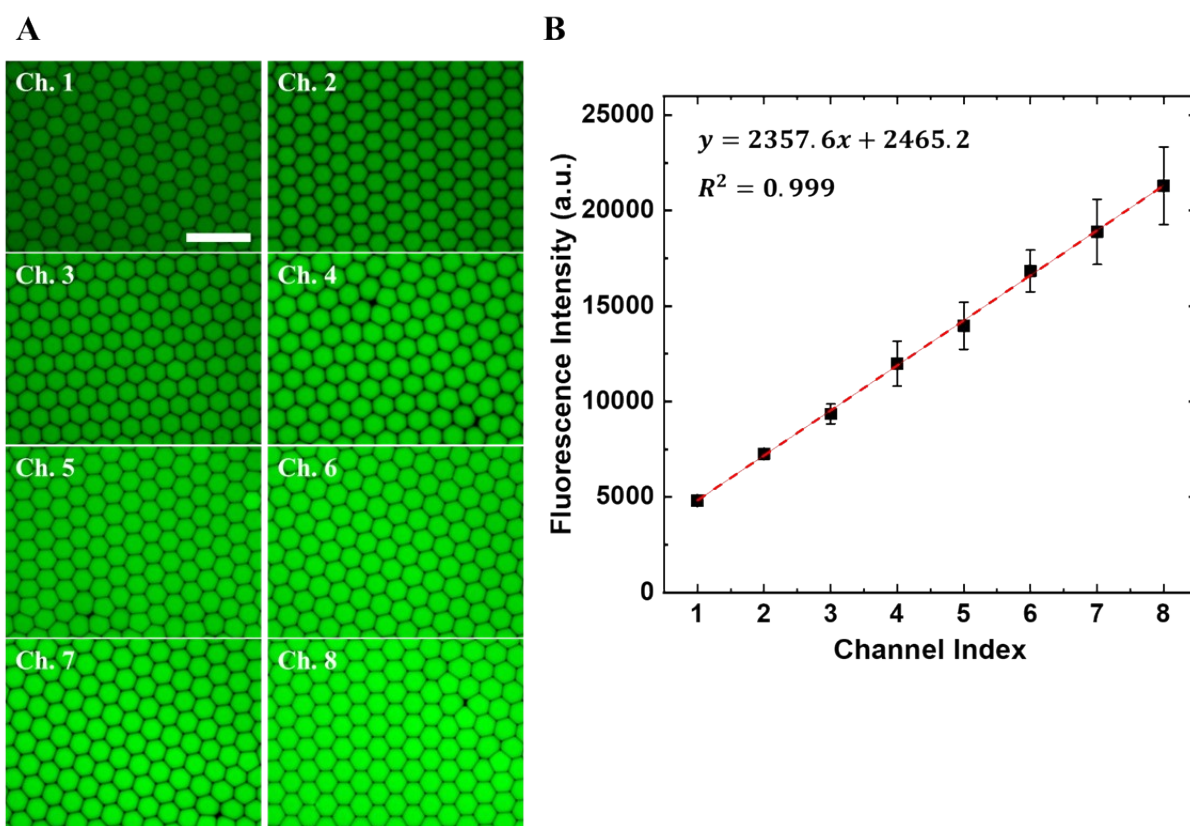 A
Ch. 1
Ch. 2
Ch. 3
Ch. 4
Ch. 5
Ch. 6
Ch. 7
Ch. 8
B
y = 2357.6x + 2465.2
R² = 0.999
Fluorescence Intensity (a.u.)
25000
20000
15000
10000
5000
0
1 2 3 4 5 6 7 8
Channel Index